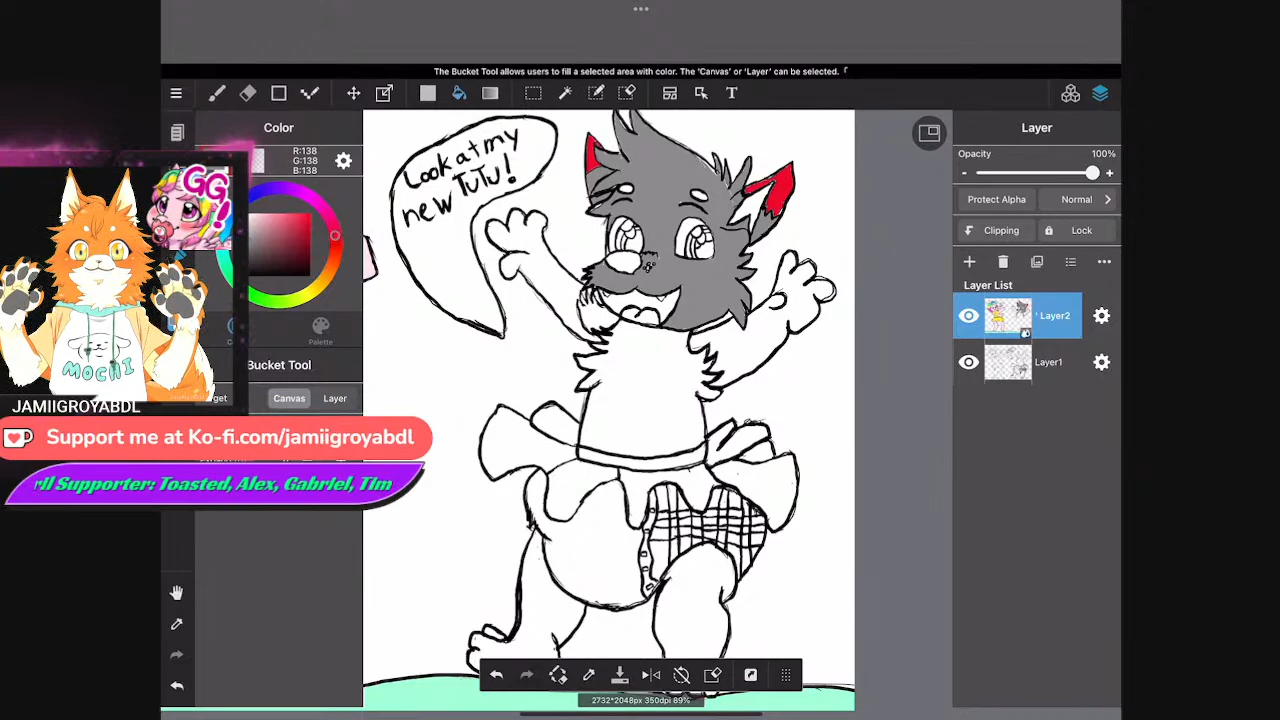 The Bucket Tool allows users to fill a selected area with color. The 'Canvas' or 'Layer' can be selected.
Color
R:138
G:138
B:138
Palette
Bucket Tool
Canvas
Layer
Look at my
new TuTu!
GG!
MOCHI
JAMIIGROYABDL
Support me at Ko-fi.com/jamiigroyabdl
Supporter: Toasted, Alex, Gabriel, Tim
Layer
Opacity
100%
Protect Alpha
Normal
Clipping
Lock
Layer List
Layer2
Layer1
2732*2048px 350dpi 89%